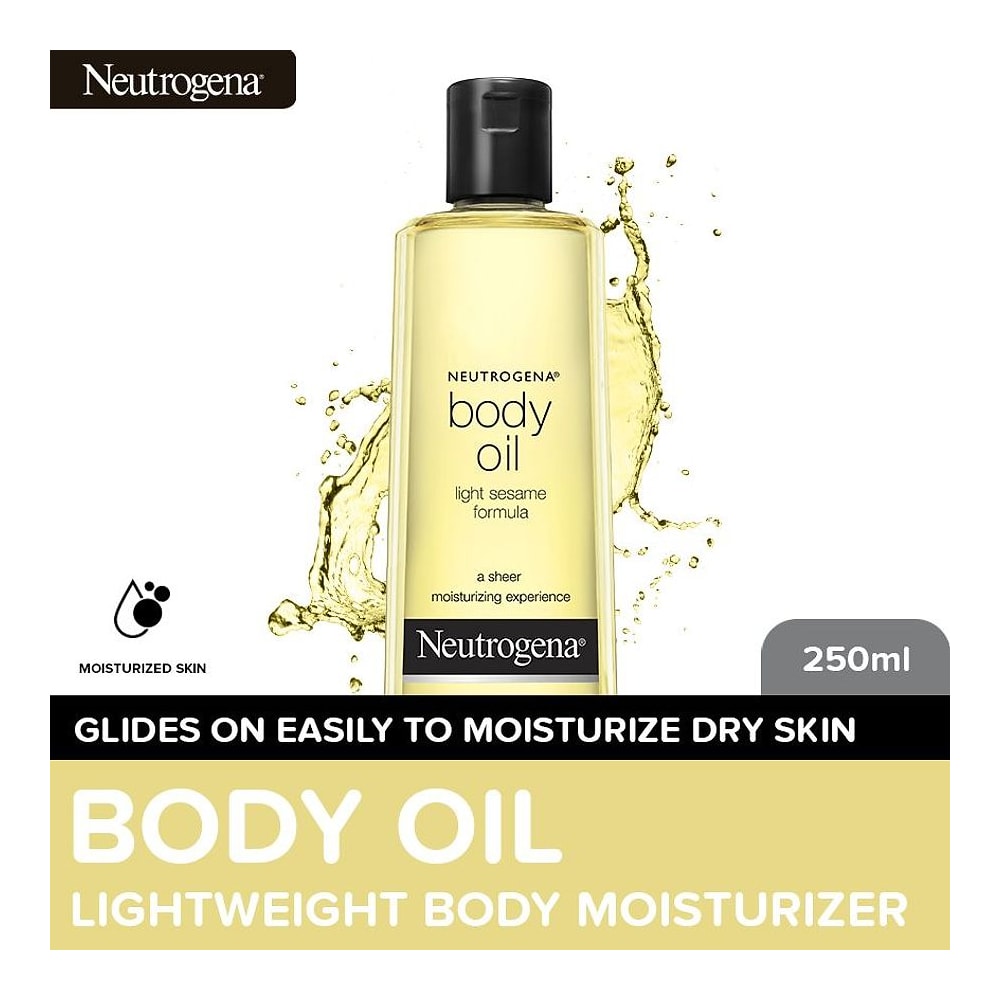 Neutrogena®
NEUTROGENA®
body
oil
light sesame
formula
a sheer
moisturizing experience
Neutrogena®
MOISTURIZED SKIN
250ml
GLIDES ON EASILY TO MOISTURIZE DRY SKIN
BODY OIL
LIGHTWEIGHT BODY MOISTURIZER